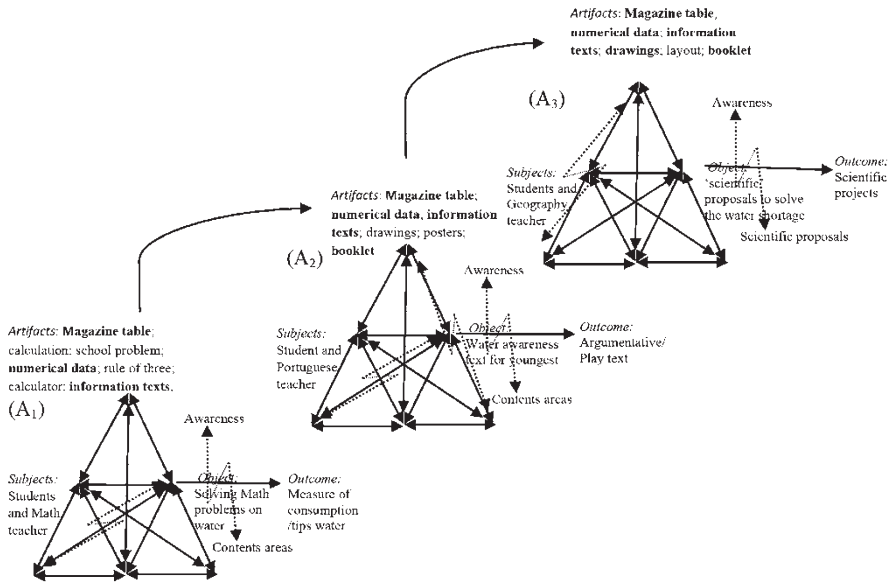 Artifacts: Magazine table,
numerical data; information
texts; drawings; layout; booklet
(A3)
Awareness
Subjects:
Students and
Geography
teacher
Object:
'scientific'
proposals to solve
the water shortage
Outcome:
Scientific
projects
Scientific proposals
Artifacts: Magazine table;
numerical data, information
texts; drawings; posters;
booklet
(A2)
Awareness
Subjects:
Student and
Portuguese
teacher
Object:
Water awareness
text for youngest
Outcome:
Argumentative/
Play text
Contents areas
Artifacts: Magazine table;
calculation: school problem;
numerical data; rule of three;
calculator: information texts.
(A1)
Awareness
Subjects:
Students
and Math
teacher
Object:
Solving Math
problems on
water
Outcome:
Measure of
consumption
/tips water
Contents areas